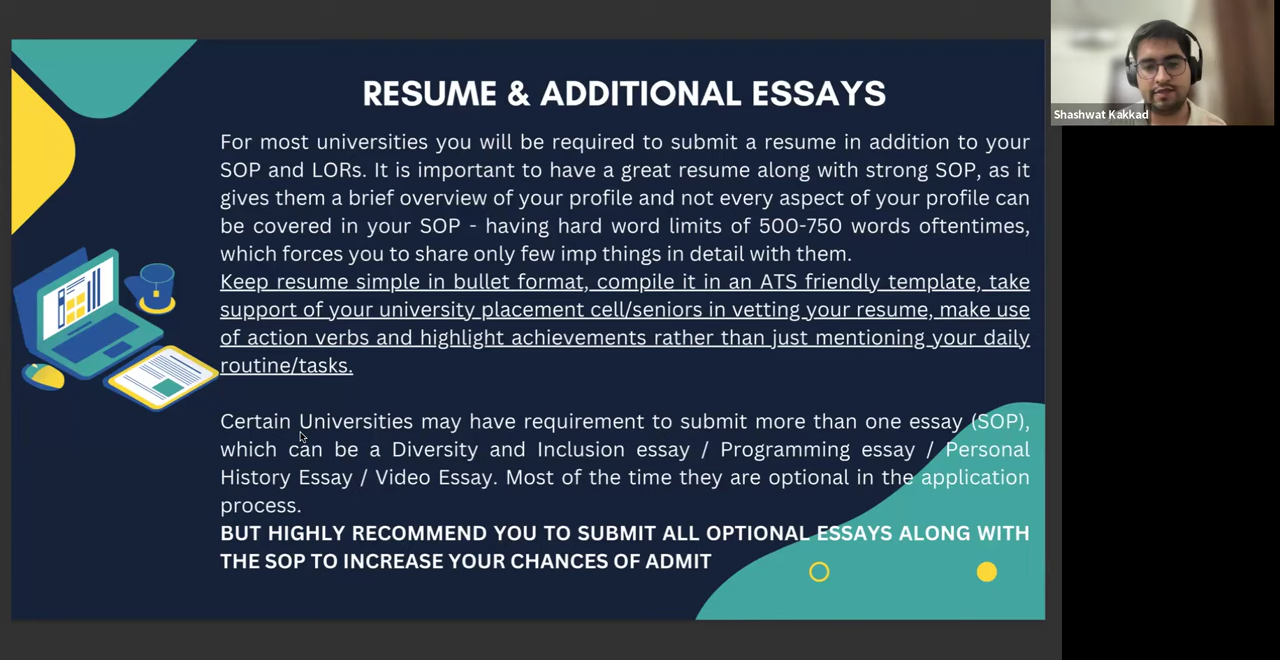 RESUME & ADDITIONAL ESSAYS
For most universities you will be required to submit a resume in addition to your
SOP and LORs. It is important to have a great resume along with strong SOP, as it
gives them a brief overview of your profile and not every aspect of your profile can
be covered in your SOP - having hard word limits of 500-750 words oftentimes,
which forces you to share only few imp things in detail with them.
Keep resume simple in bullet format, compile it in an ATS friendly template, take
support of your university placement cell/seniors in vetting your resume, make use
of action verbs and highlight achievements rather than just mentioning your daily
routine/tasks.
Certain Universities may have requirement to submit more than one essay (SOP),
which can be a Diversity and Inclusion essay / Programming essay / Personal
History Essay / Video Essay. Most of the time they are optional in the application
process.
BUT HIGHLY RECOMMEND YOU TO SUBMIT ALL OPTIONAL ESSAYS ALONG WITH
THE SOP TO INCREASE YOUR CHANCES OF ADMIT
Shashwat Kakkad